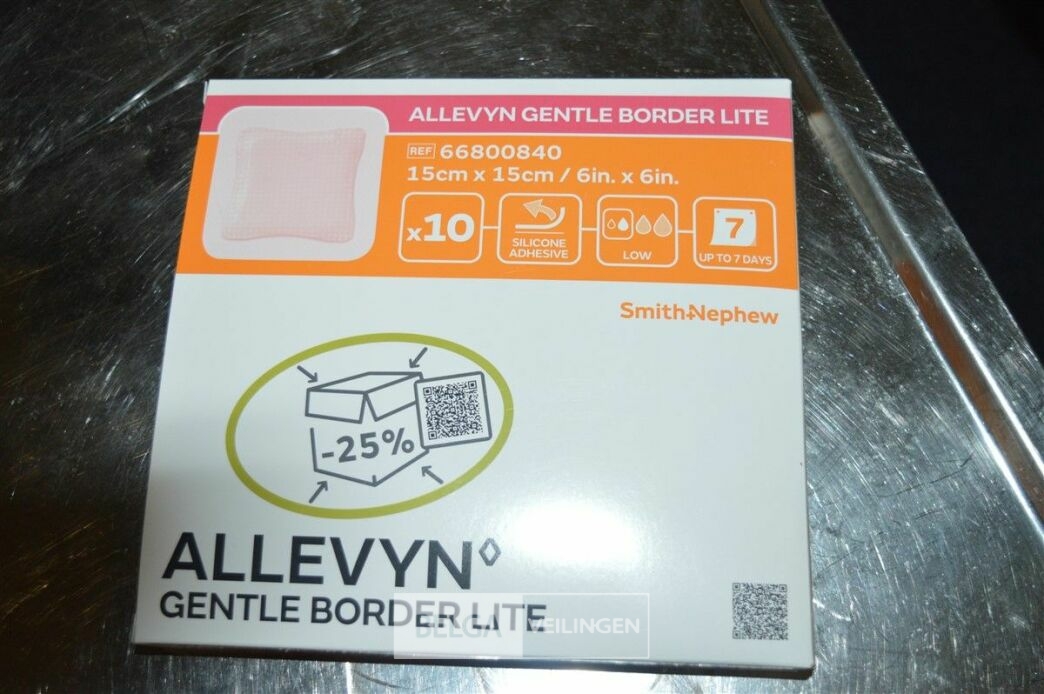 ALLEVYN GENTLE BORDER LITE
REF 66800840
15cm x 15cm / 6in. x 6in.
x10
SILICONE
ADHESIVE
LOW
7
UP TO 7 DAYS
Smith+Nephew
-25%
ALLEVYN◊
GENTLE BORDER LITE
BELGA VEILINGEN